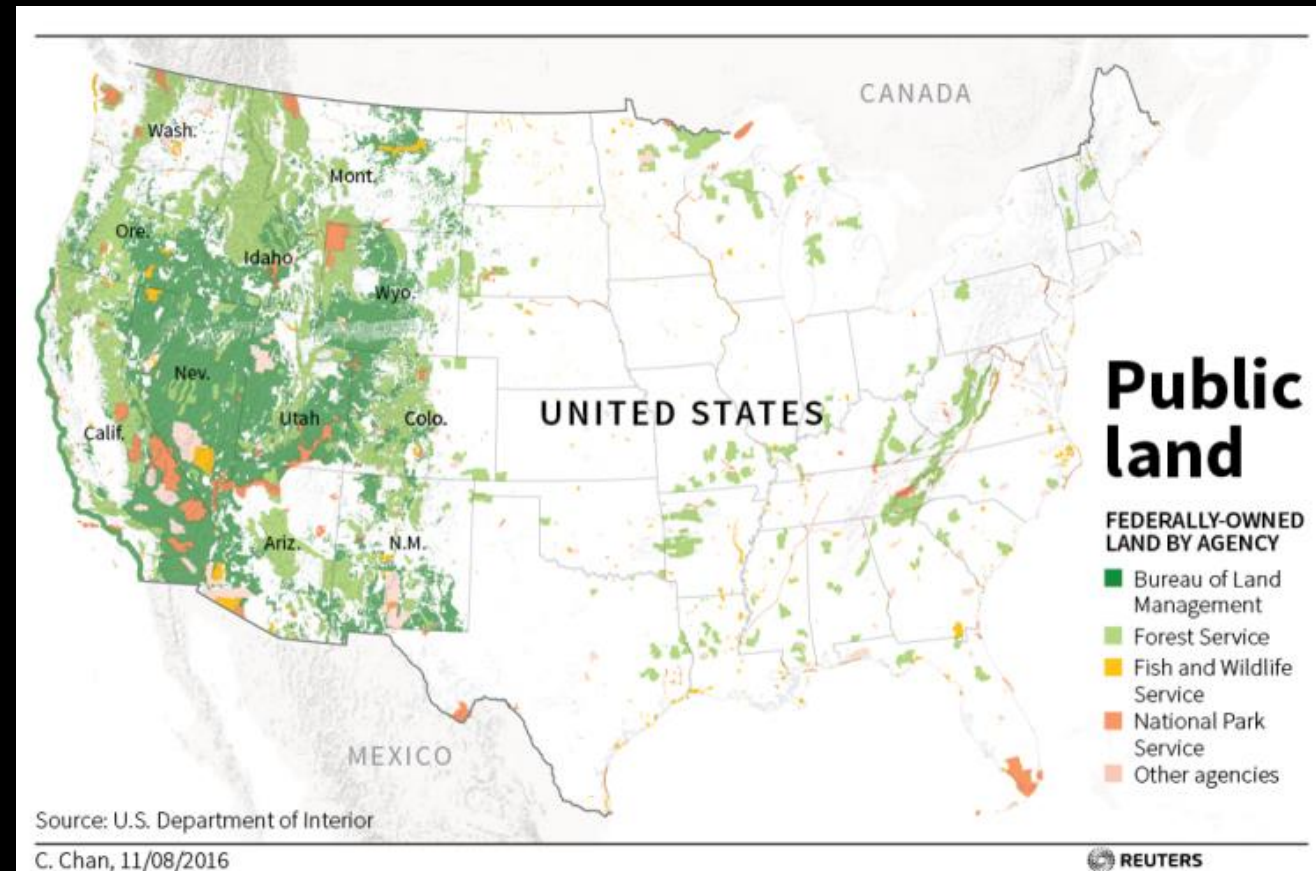 CANADA
Wash.
Mont.
Ore.
Idaho
Wyo.
Nev.
Utah
Colo.
Calif.
UNITED STATES
Ariz.
N.M.
MEXICO
Public
land
FEDERALLY-OWNED
LAND BY AGENCY
Bureau of Land
Management
Forest Service
Fish and Wildlife
Service
National Park
Service
Other agencies
Source: U.S. Department of Interior
C. Chan, 11/08/2016
REUTERS